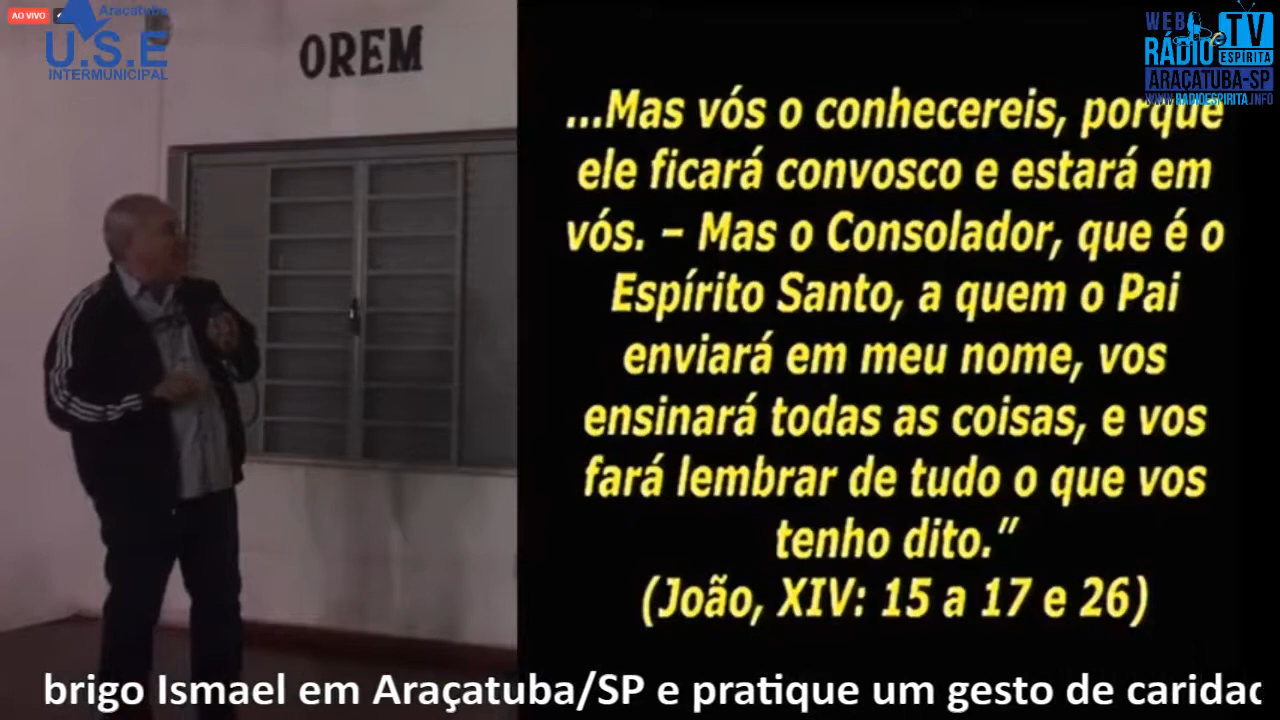 AO VIVO
Araçatuba
U.S.E
INTERMUNICIPAL
OREM
WEB
RÁDIO e TV
ESPÍRITA
ARAÇATUBA-SP
WWW.RADIOESPIRITA.INFO
...Mas vós o conhecereis, porque
ele ficará convosco e estará em
vós. – Mas o Consolador, que é o
Espírito Santo, a quem o Pai
enviará em meu nome, vos
ensinará todas as coisas, e vos
fará lembrar de tudo o que vos
tenho dito.”
(João, XIV: 15 a 17 e 26)
brigo Ismael em Araçatuba/SP e pratique um gesto de caridad